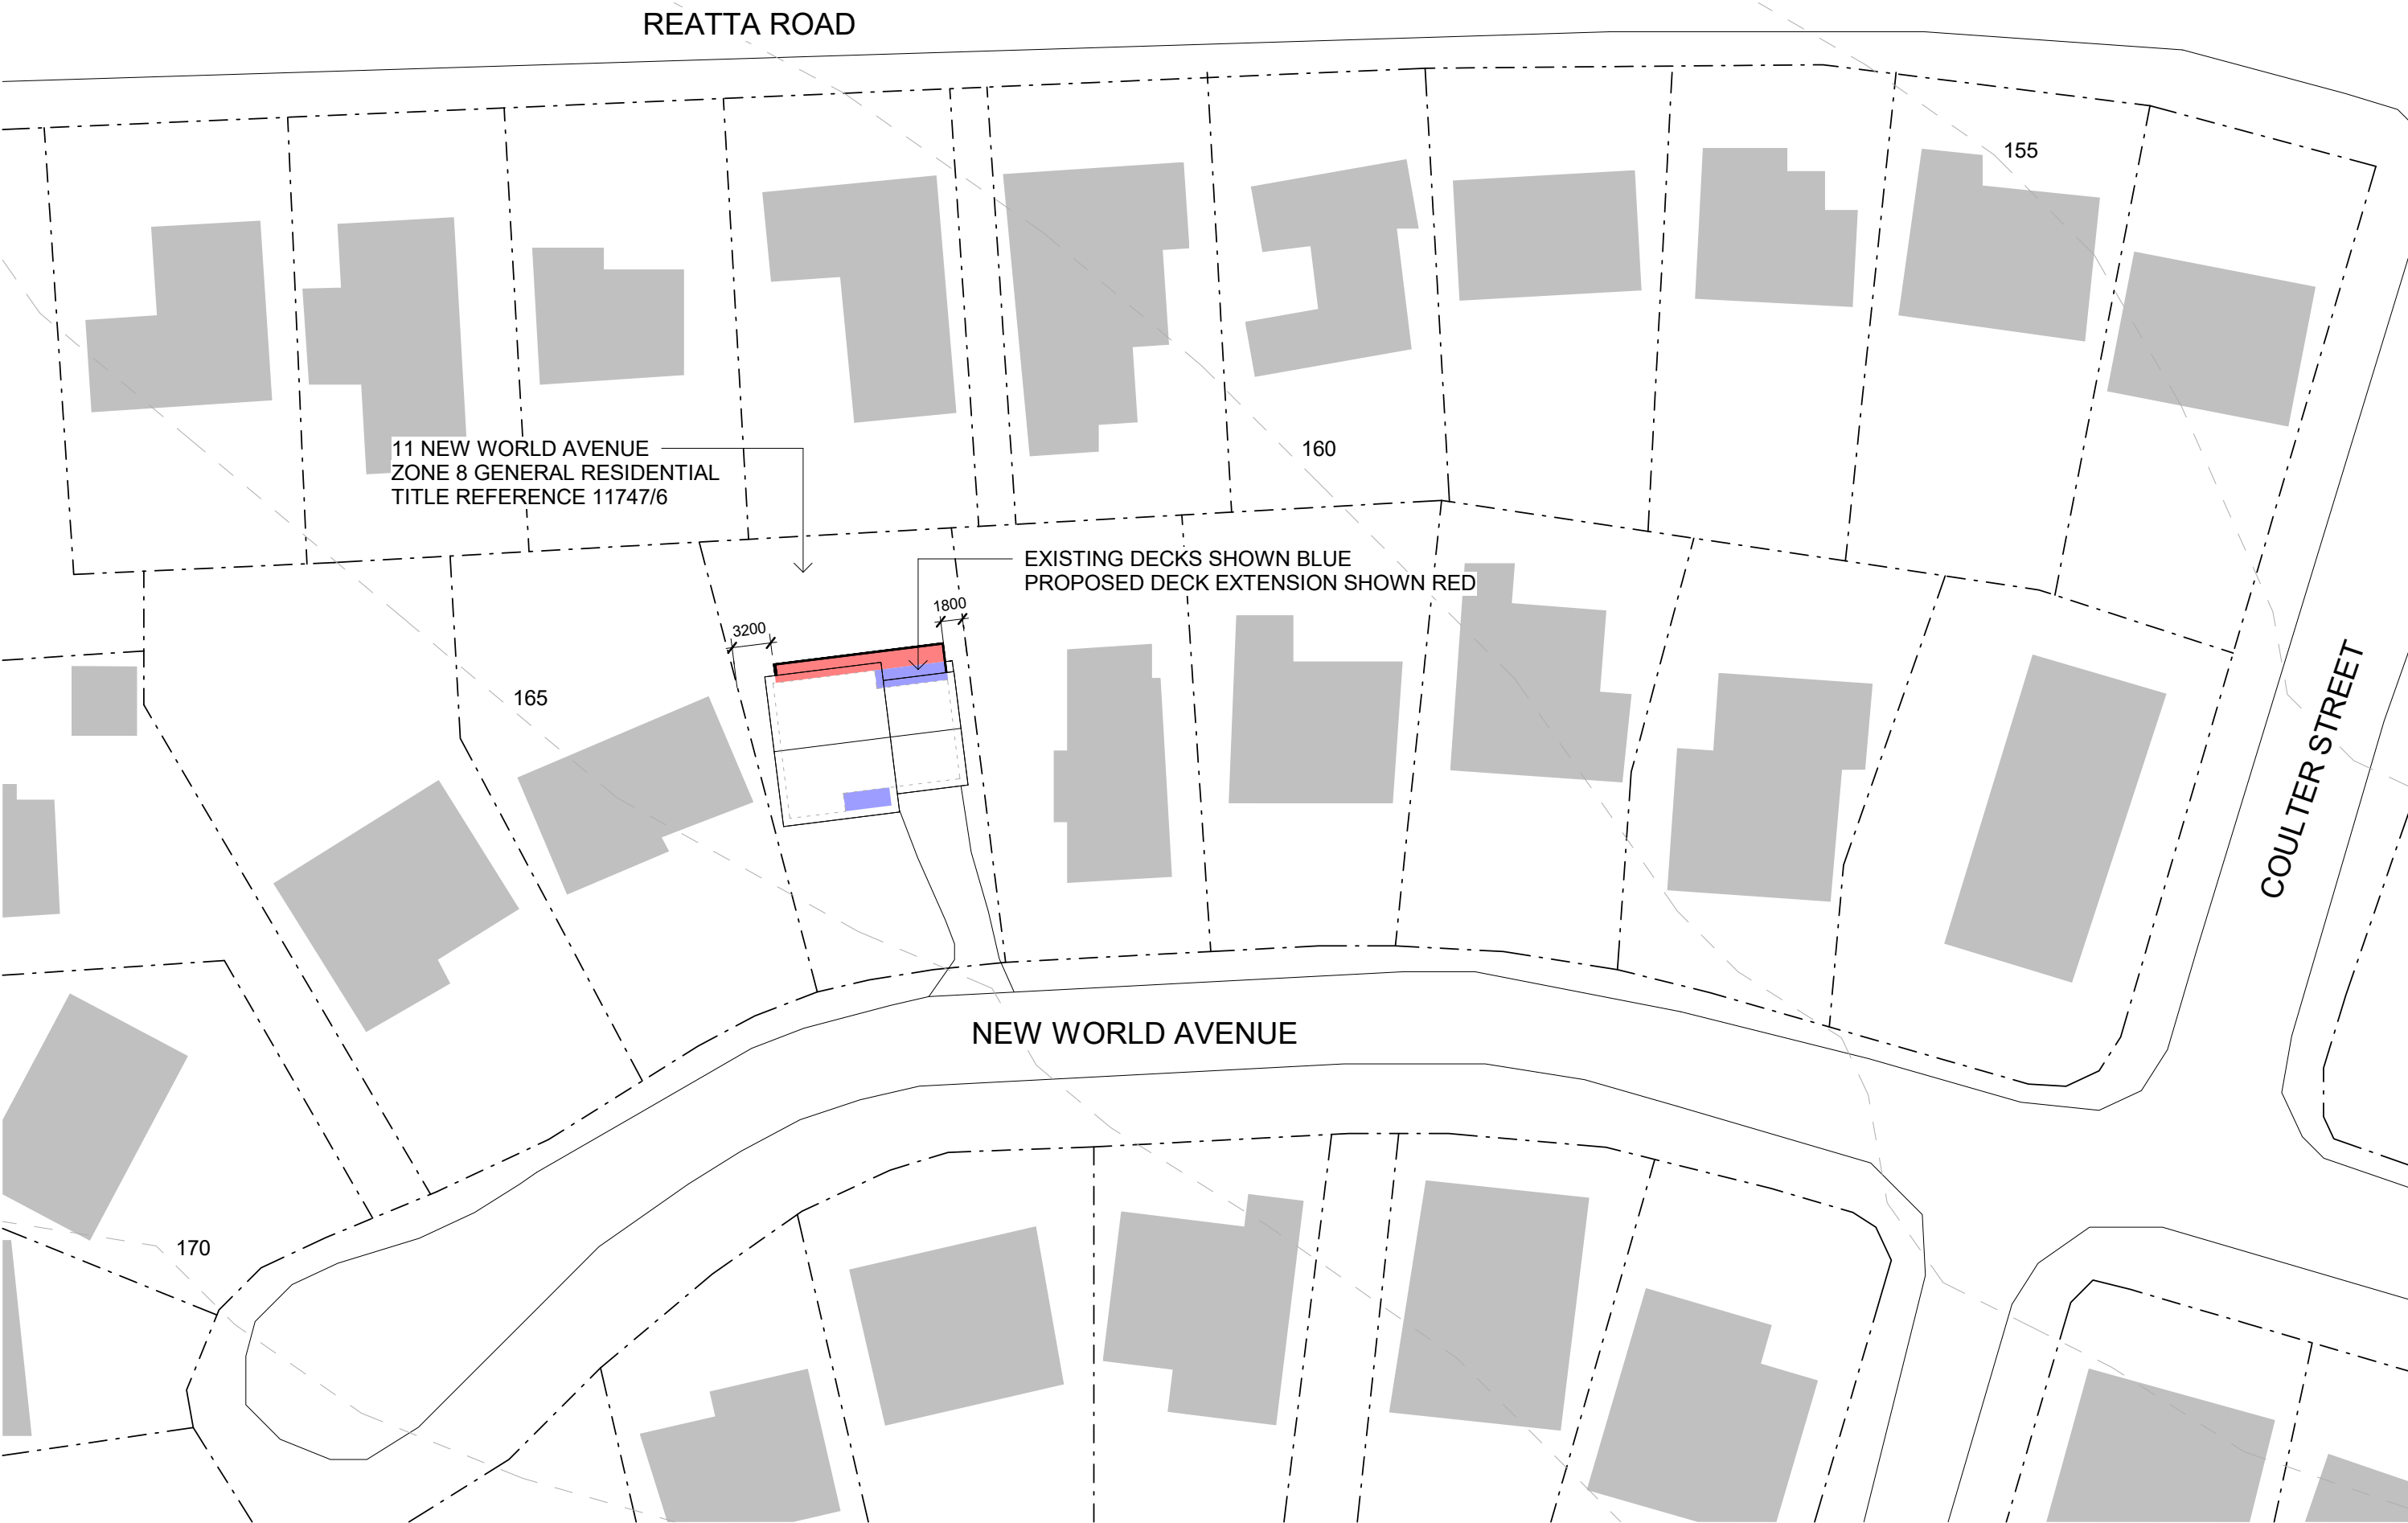 REATTA ROAD
155
11 NEW WORLD AVENUE
ZONE 8 GENERAL RESIDENTIAL
TITLE REFERENCE 11747/6
160
EXISTING DECKS SHOWN BLUE
PROPOSED DECK EXTENSION SHOWN RED
1800
3200
165
COULTER STREET
NEW WORLD AVENUE
170